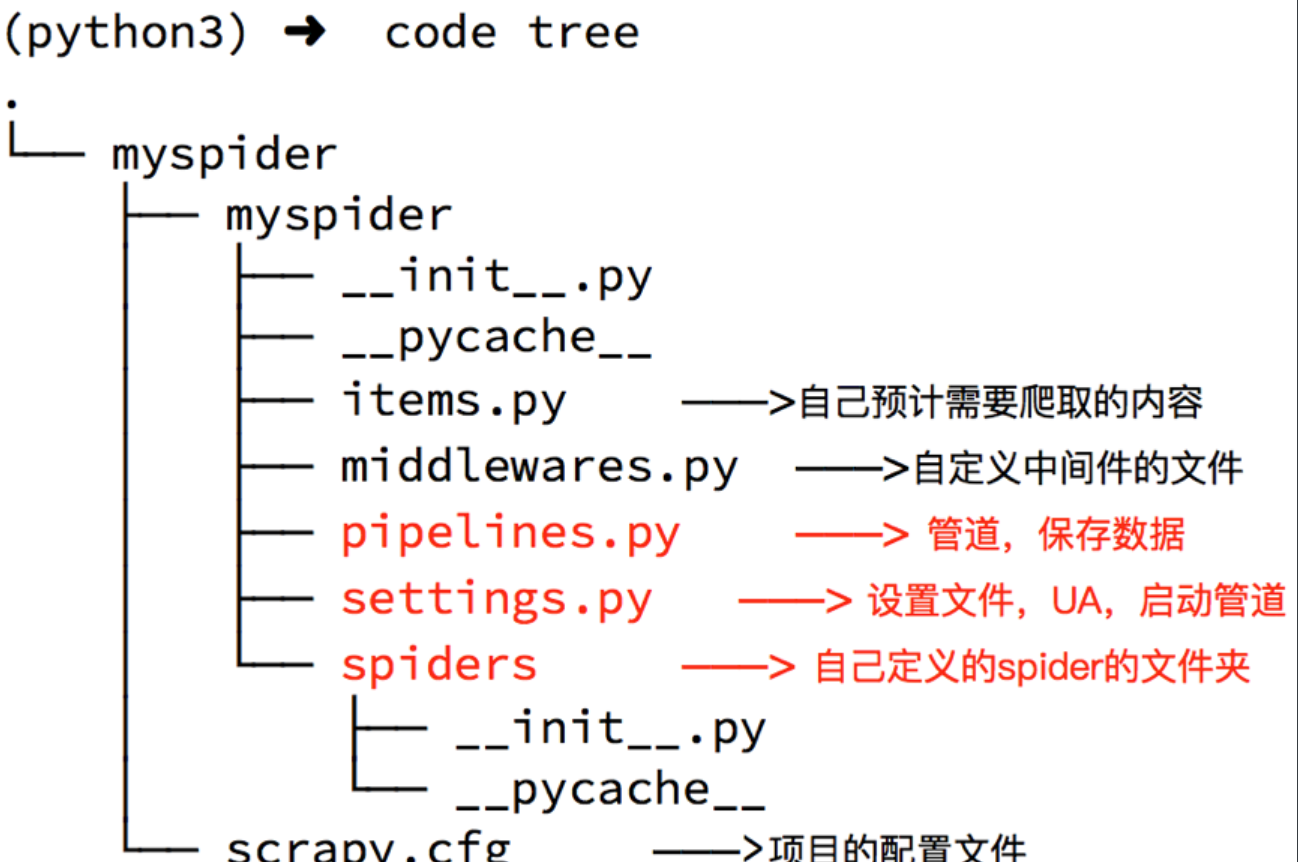 (python3) ➜ code tree
.
└── myspider
├── myspider
├── __init__.py
├── __pycache__
├── items.py ———>自己预计需要爬取的内容
├── middlewares.py ———>自定义中间件的文件
├── pipelines.py ———> 管道，保存数据
├── settings.py ———> 设置文件，UA，启动管道
└── spiders ———> 自己定义的spider的文件夹
├── __init__.py
└── __pycache__
└── scrapy.cfg ———>项目的配置文件